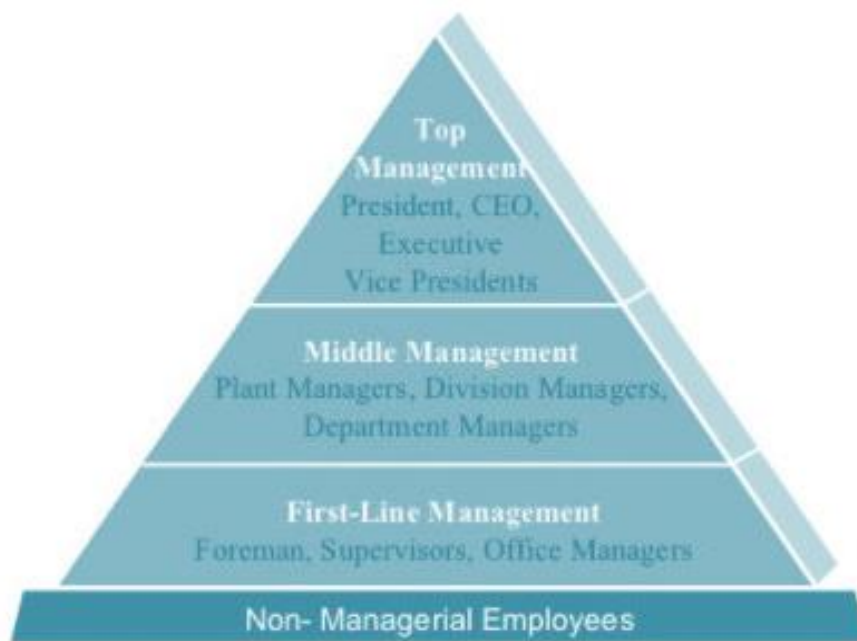 Top
Management
President, CEO,
Executive
Vice Presidents
Middle Management
Plant Managers, Division Managers,
Department Managers
First-Line Management
Foreman, Supervisors, Office Managers
Non- Managerial Employees